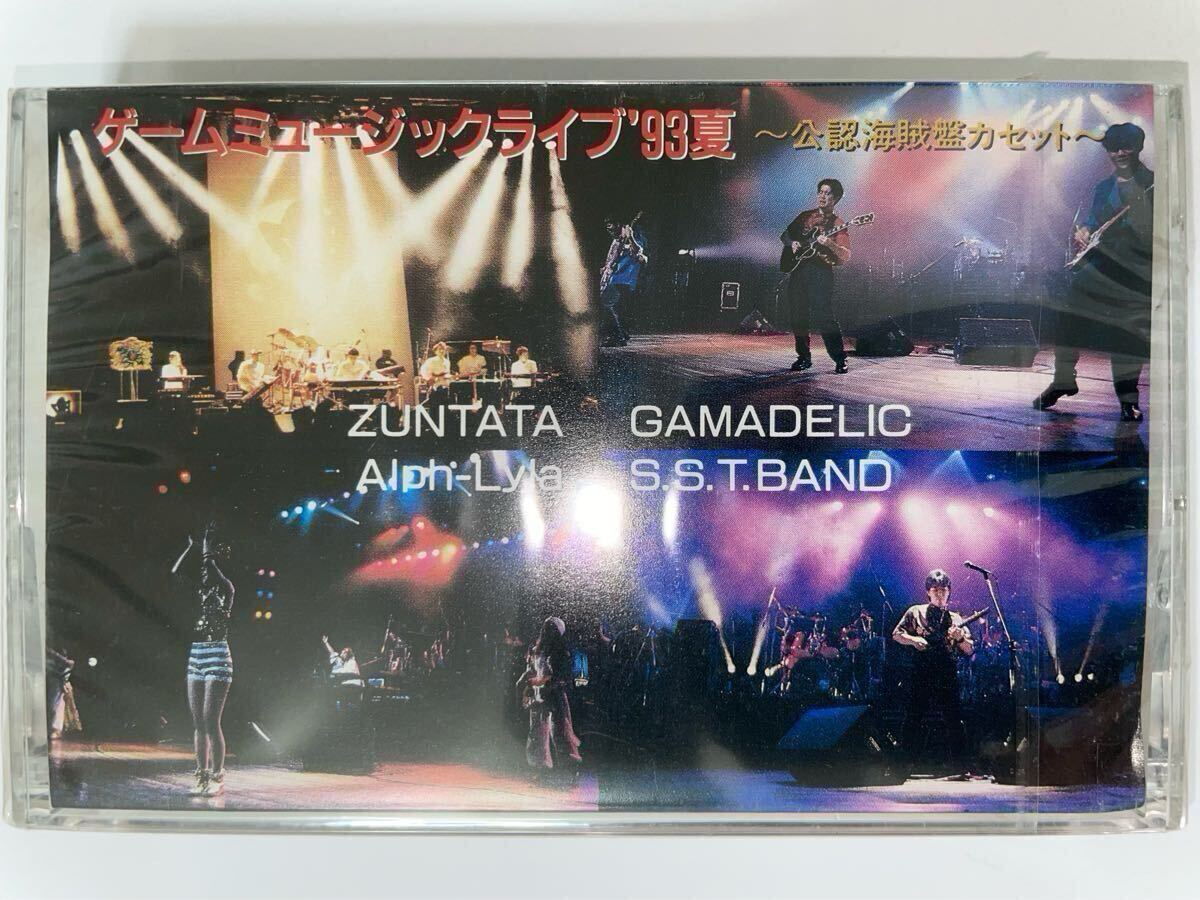 ゲームミュージックライブ'93夏 ～公認海賊盤カセット～
ZUNTATA GAMADELIC
Alph-Lyla S.S.T.BAND